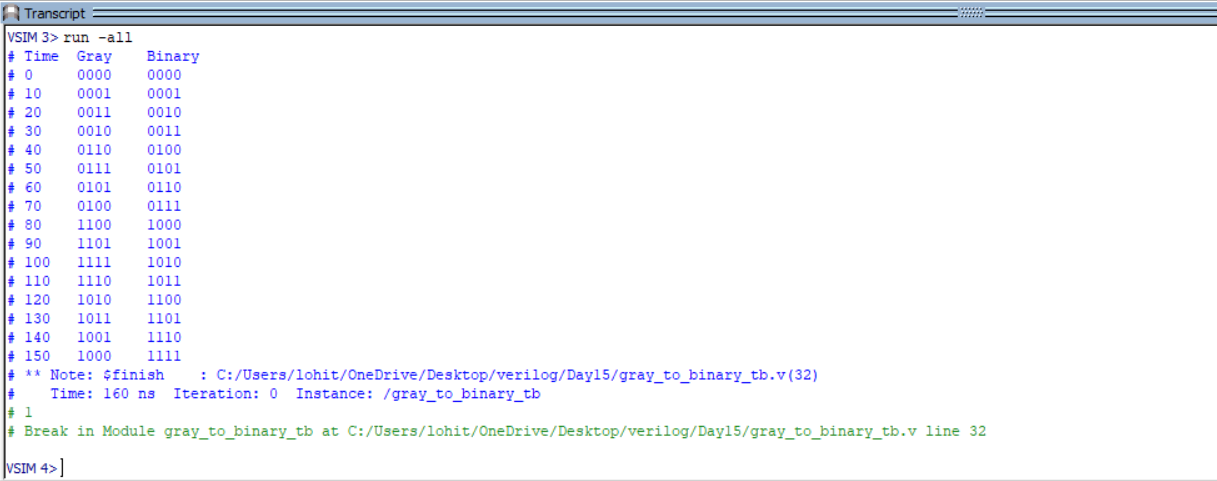 Transcript
VSIM 3> run -all
# Time  Gray    Binary
# 0     0000    0000
# 10    0001    0001
# 20    0011    0010
# 30    0010    0011
# 40    0110    0100
# 50    0111    0101
# 60    0101    0110
# 70    0100    0111
# 80    1100    1000
# 90    1101    1001
# 100   1111    1010
# 110   1110    1011
# 120   1010    1100
# 130   1011    1101
# 140   1001    1110
# 150   1000    1111
# ** Note: $finish    : C:/Users/lohit/OneDrive/Desktop/verilog/Day15/gray_to_binary_tb.v(32)
#    Time: 160 ns  Iteration: 0  Instance: /gray_to_binary_tb
# 1
# Break in Module gray_to_binary_tb at C:/Users/lohit/OneDrive/Desktop/verilog/Day15/gray_to_binary_tb.v line 32
VSIM 4>